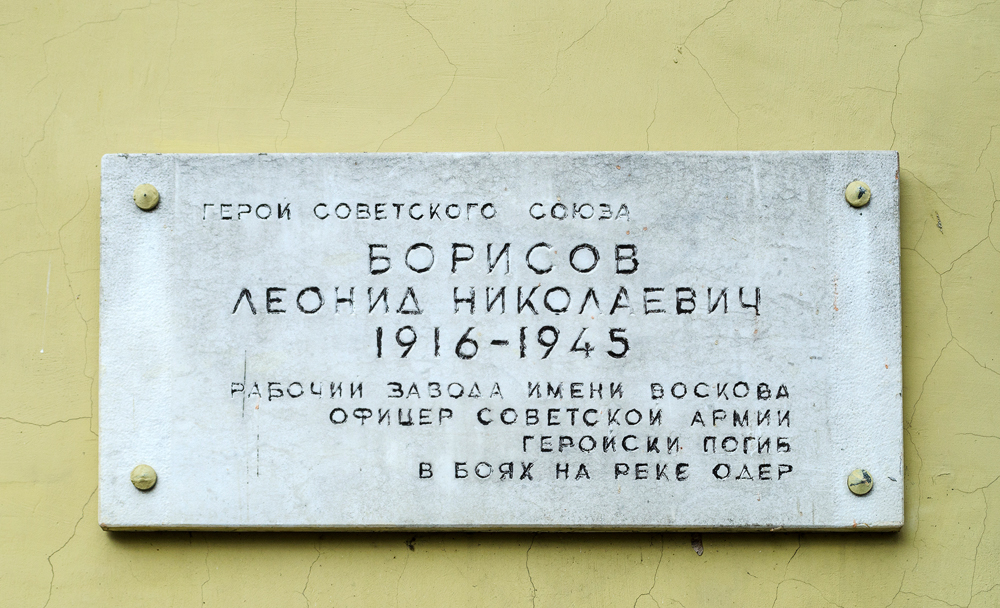 ГЕРОЙ СОВЕТСКОГО СОЮЗА
БОРИСОВ
ЛЕОНИД НИКОЛАЕВИЧ
1916-1945
РАБОЧИЙ ЗАВОДА ИМЕНИ ВОСКОВА
ОФИЦЕР СОВЕТСКОЙ АРМИИ
ГЕРОЙСКИ ПОГИБ
В БОЯХ НА РЕКЕ ОДЕР